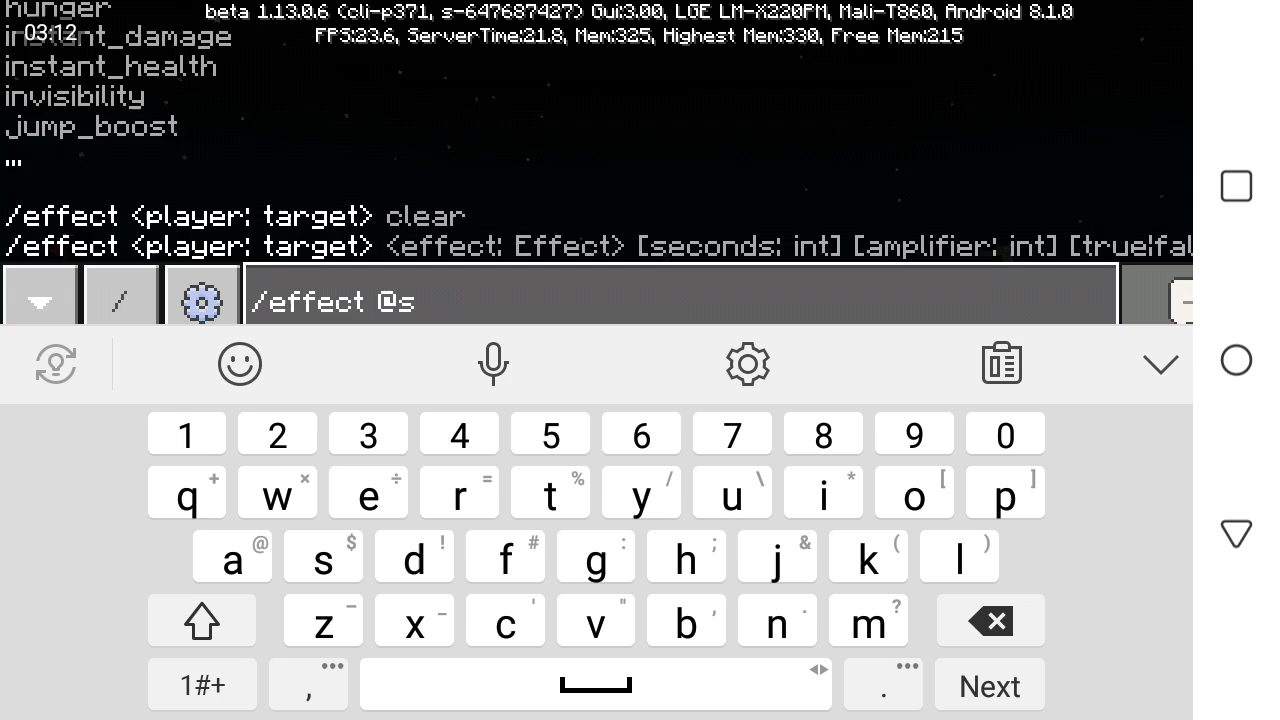 beta 1.13.0.6 (cli-p371, s-647687427) Gui:3.00, LGE LM-X220PM, Mali-T860, Android 8.1.0
FPS:23.6, ServerTime:21.8, Mem:325, Highest Mem:330, Free Mem:215
hunger
03:12
instant_damage
instant_health
invisibility
jump_boost
...
/effect <player: target> clear
/effect <player: target> <effect: Effect> [seconds: int] [amplifier: int] [true|fal
/
/effect @s
1 2 3 4 5 6 7 8 9 0
q + w × e ÷ r = t % y / u \ i * o [ p ]
a @ s $ d ! f # g : h ; j & k ( l )
z – x - c ' v " b , n . m ?
1#+ , ... . ... Next